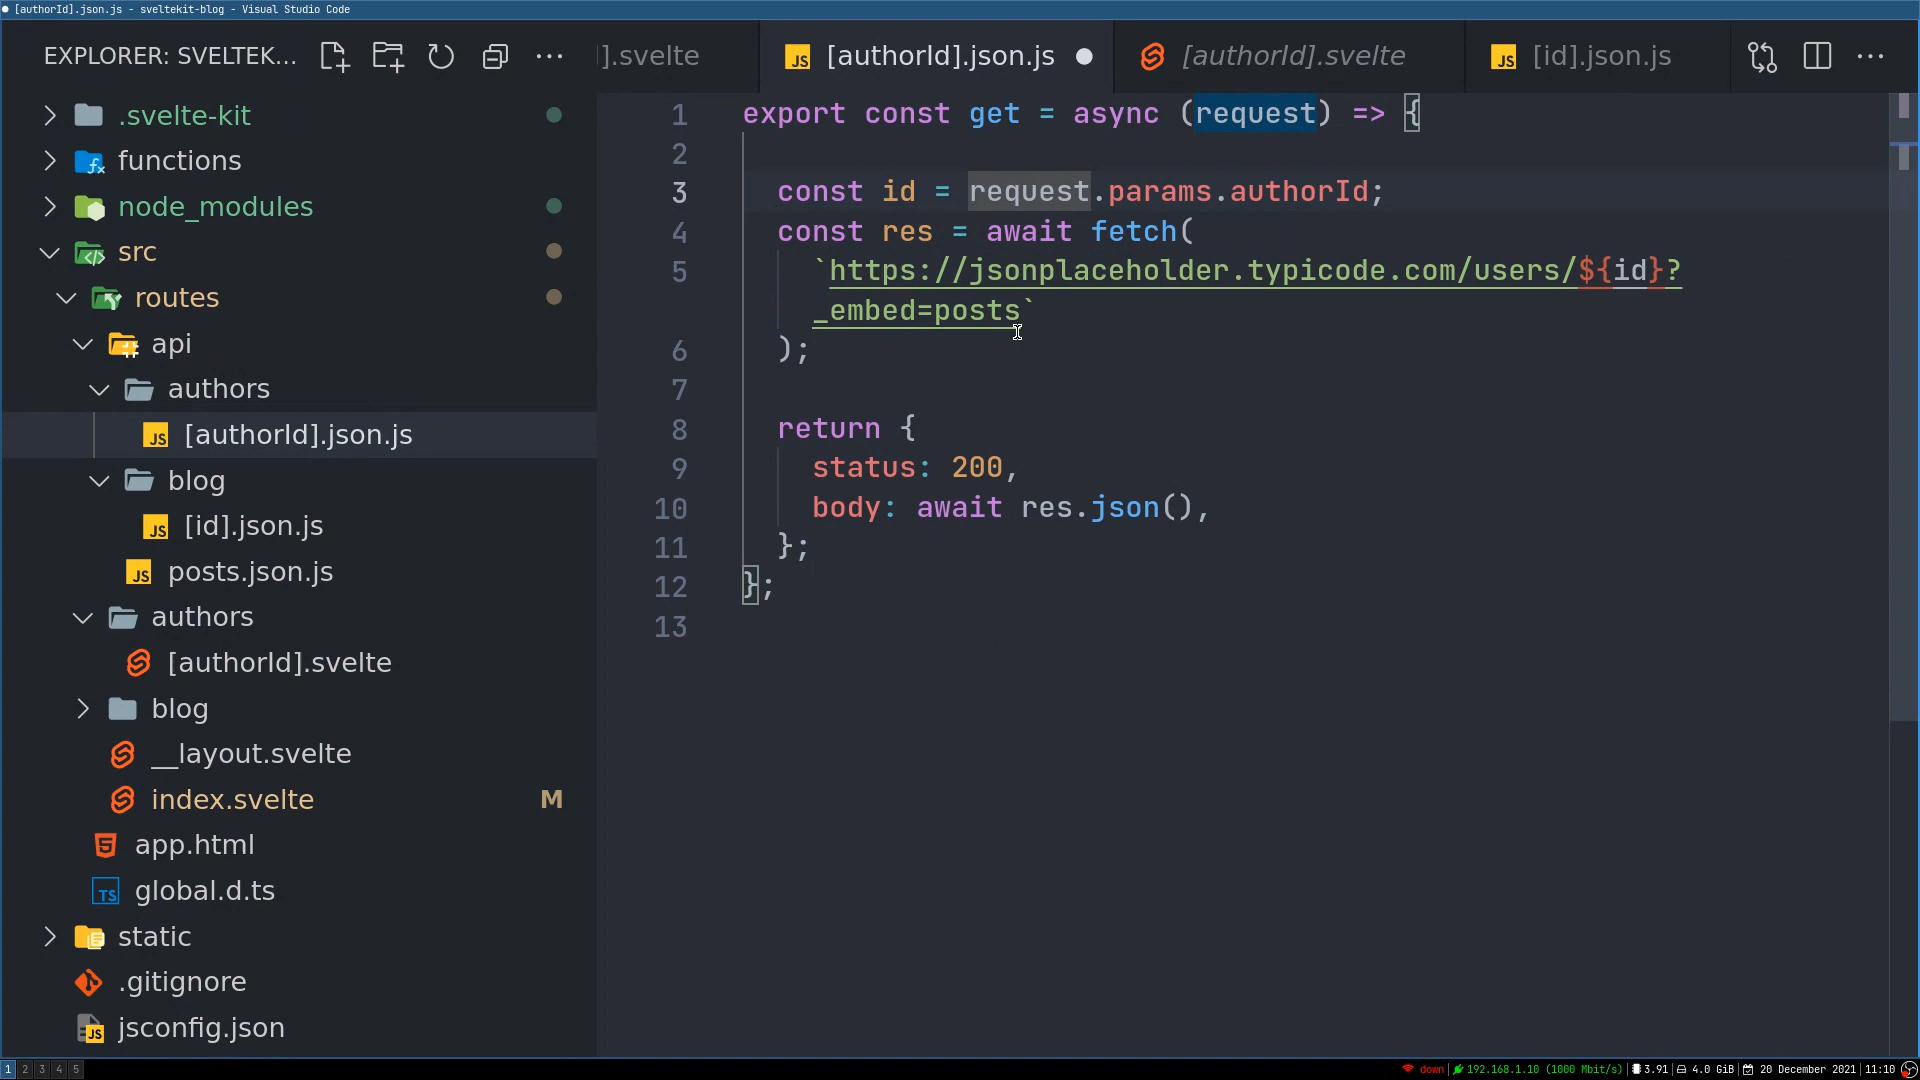 [authorId].json.js - sveltekit-blog - Visual Studio Code
EXPLORER: SVELTEK...
].svelte
[authorId].json.js
[authorId].svelte
[id].json.js
.svelte-kit
functions
node_modules
src
routes
api
authors
[authorId].json.js
blog
[id].json.js
posts.json.js
authors
[authorId].svelte
blog
__layout.svelte
index.svelte M
app.html
global.d.ts
static
.gitignore
jsconfig.json
1 export const get = async (request) => {
2
3 const id = request.params.authorId;
4 const res = await fetch(
5 `https://jsonplaceholder.typicode.com/users/${id}?
_embed=posts`
6 );
7
8 return {
9 status: 200,
10 body: await res.json(),
11 };
12 };
13
1 2 3 4 5
down 192.168.1.10 (1000 Mbit/s) 3.91 4.0 GiB 20 December 2021 11:10